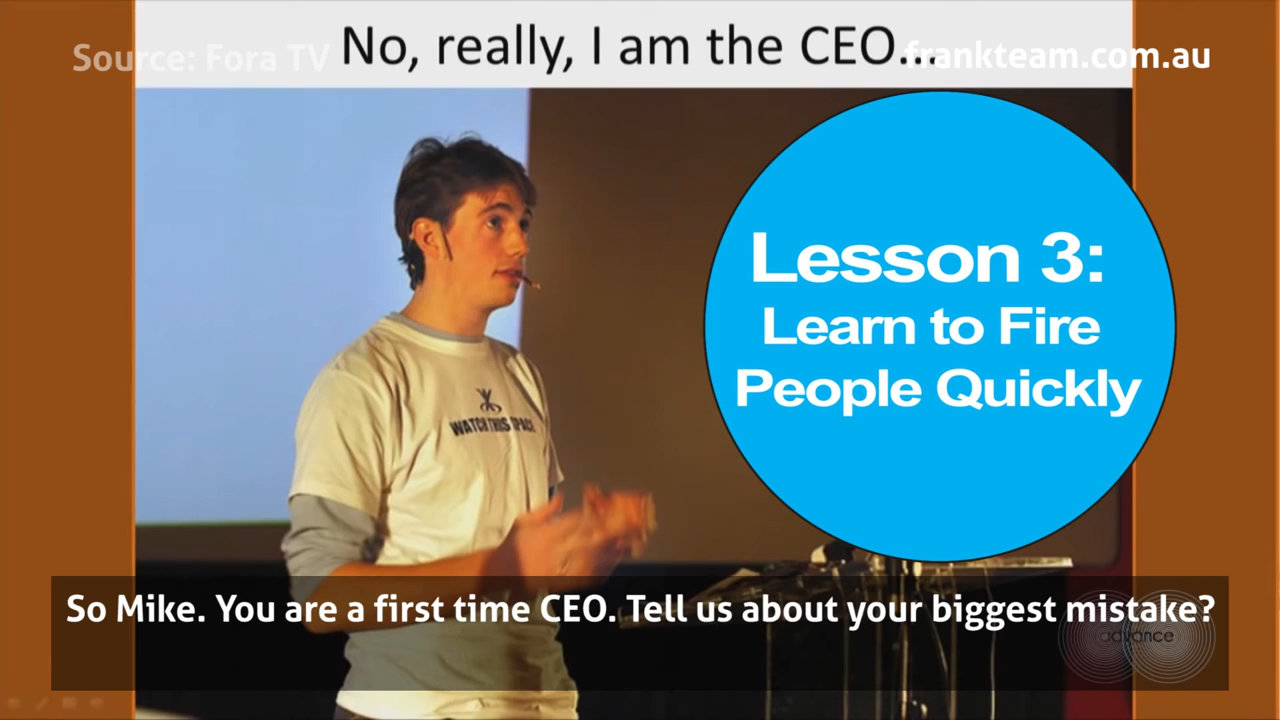 No, really, I am the CEO...
Source: Fora TV
frankteam.com.au
Lesson 3:
Learn to Fire
People Quickly
WATCH THIS SPACE
So Mike. You are a first time CEO. Tell us about your biggest mistake?
advance